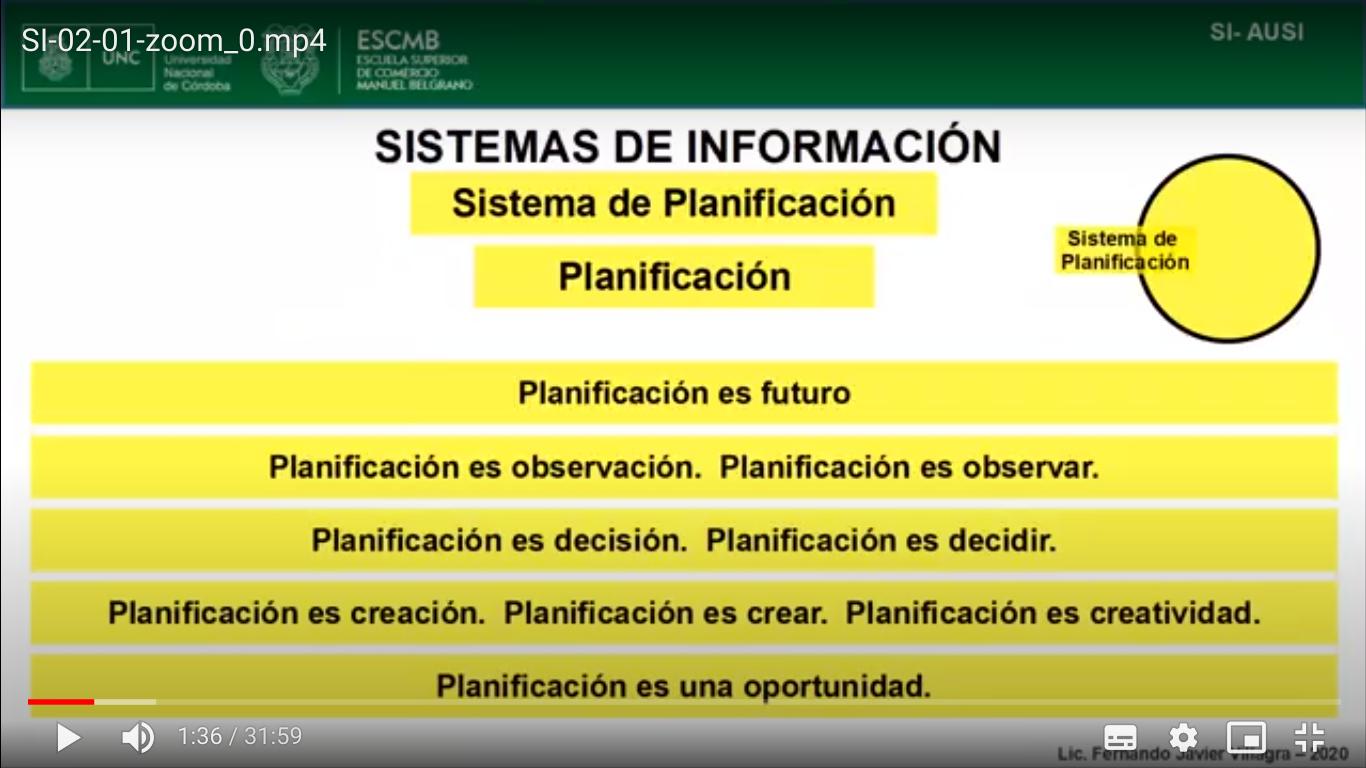 SI-02-01-zoom_0.mp4
UNC
Universidad
Nacional
de Córdoba
ESCMB
ESCUELA SUPERIOR
DE COMERCIO
MANUEL BELGRANO
SI- AUSI
SISTEMAS DE INFORMACIÓN
Sistema de Planificación
Planificación
Sistema de
Planificación
Planificación es futuro
Planificación es observación. Planificación es observar.
Planificación es decisión. Planificación es decidir.
Planificación es creación. Planificación es crear. Planificación es creatividad.
Planificación es una oportunidad.
1:36 / 31:59
Lic. Fernando Javier Villagra – 2020